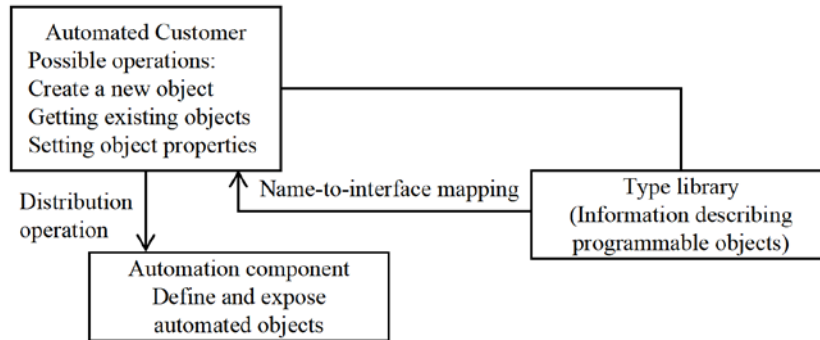 Automated Customer
Possible operations:
Create a new object
Getting existing objects
Setting object properties
Name-to-interface mapping
Type library
(Information describing
programmable objects)
Distribution
operation
Automation component
Define and expose
automated objects